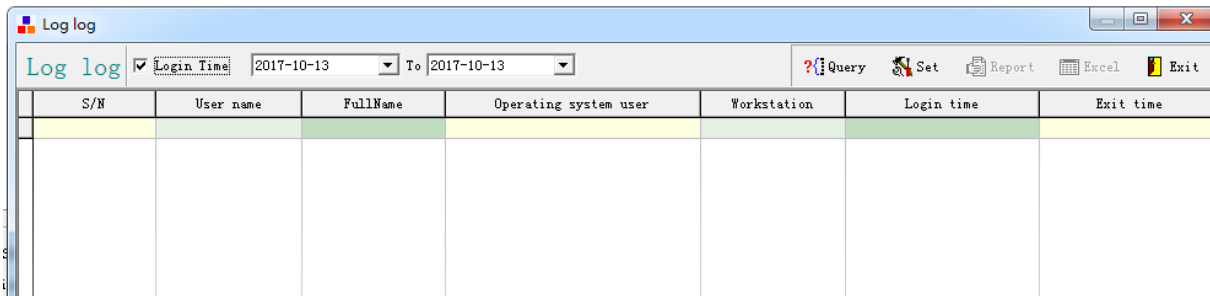 Log log
Log log Login Time 2017-10-13 To 2017-10-13 ?{ Query Set Report Excel Exit
S/N User name FullName Operating system user Workstation Login time Exit time